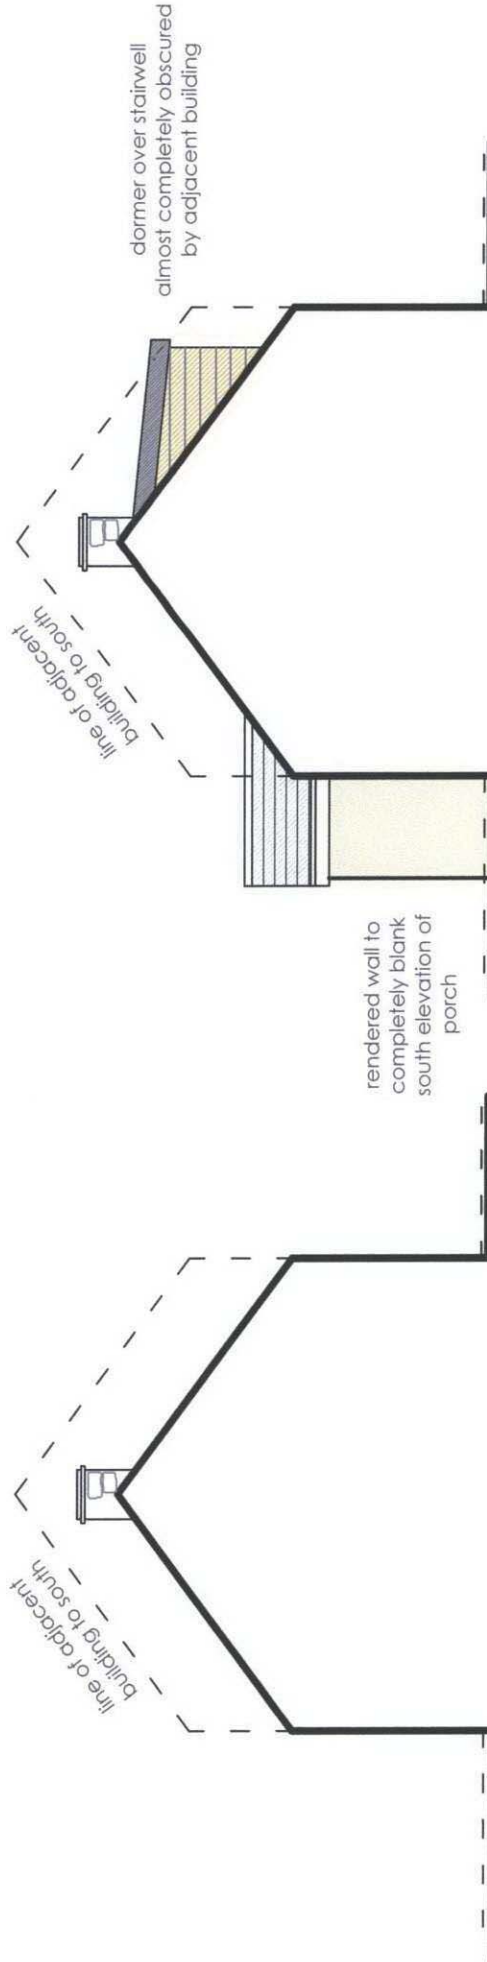 line of adjacent
building to south
rendered wall to
completely blank
south elevation of
porch
line of adjacent
building to south
dormer over stairwell
almost completely obscured
by adjacent building